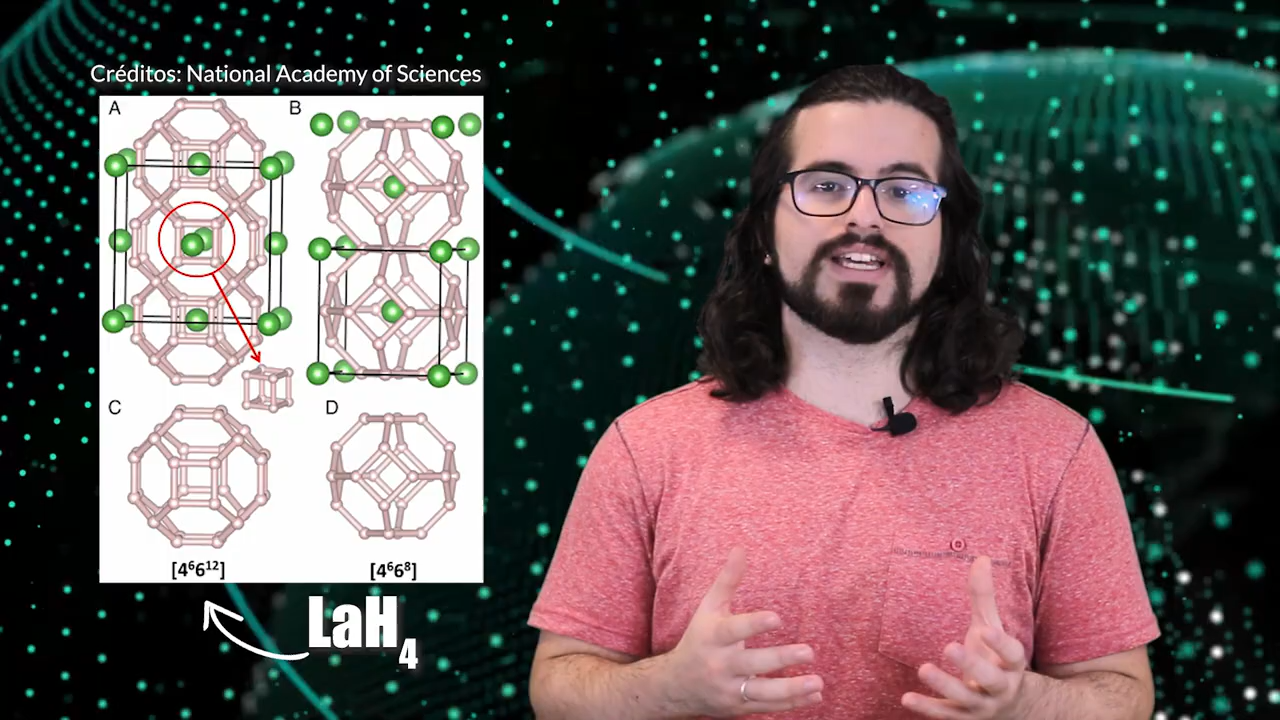 Créditos: National Academy of Sciences
A
B
C
D
[4⁶6¹²]
[4⁶6⁸]
LaH₄